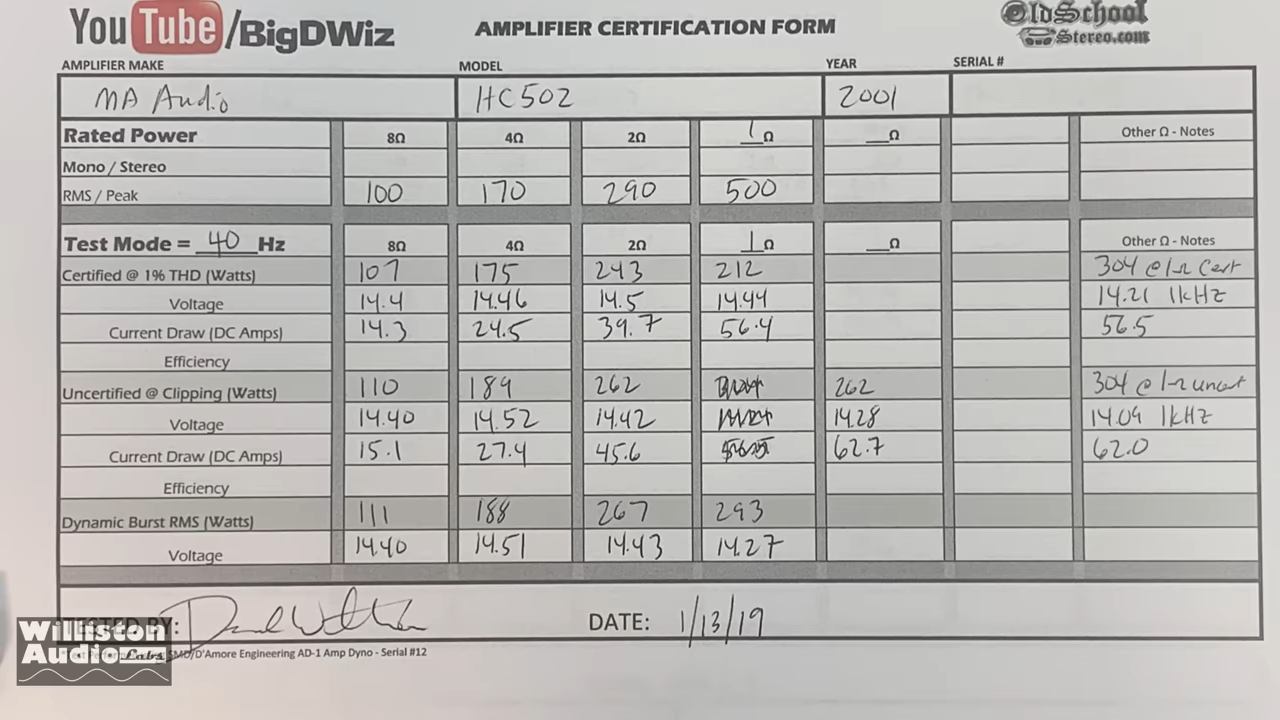 YouTube/BigDWiz AMPLIFIER CERTIFICATION FORM OldSchool
Stereo.com
AMPLIFIER MAKE MODEL YEAR SERIAL #
MA Audio HC502 2001
Rated Power 8Ω 4Ω 2Ω 1Ω __Ω Other Ω - Notes
Mono / Stereo
RMS / Peak 100 170 290 500
Test Mode = 40 Hz 8Ω 4Ω 2Ω 1Ω __Ω Other Ω - Notes
Certified @ 1% THD (Watts) 107 175 243 212 304 @ 1Ω Cert
Voltage 14.4 14.46 14.5 14.44 14.21 1kHz
Current Draw (DC Amps) 14.3 24.5 39.7 56.4 56.5
Efficiency
Uncertified @ Clipping (Watts) 110 189 262 262 304 @ 1Ω uncert
Voltage 14.40 14.52 14.42 14.28 14.09 1kHz
Current Draw (DC Amps) 15.1 27.4 45.6 62.7 62.0
Efficiency
Dynamic Burst RMS (Watts) 111 188 267 293
Voltage 14.40 14.51 14.43 14.27
BY: DATE: 1/13/19
Williston
Audio
Labs
SMD/D'Amore Engineering AD-1 Amp Dyno - Serial #12